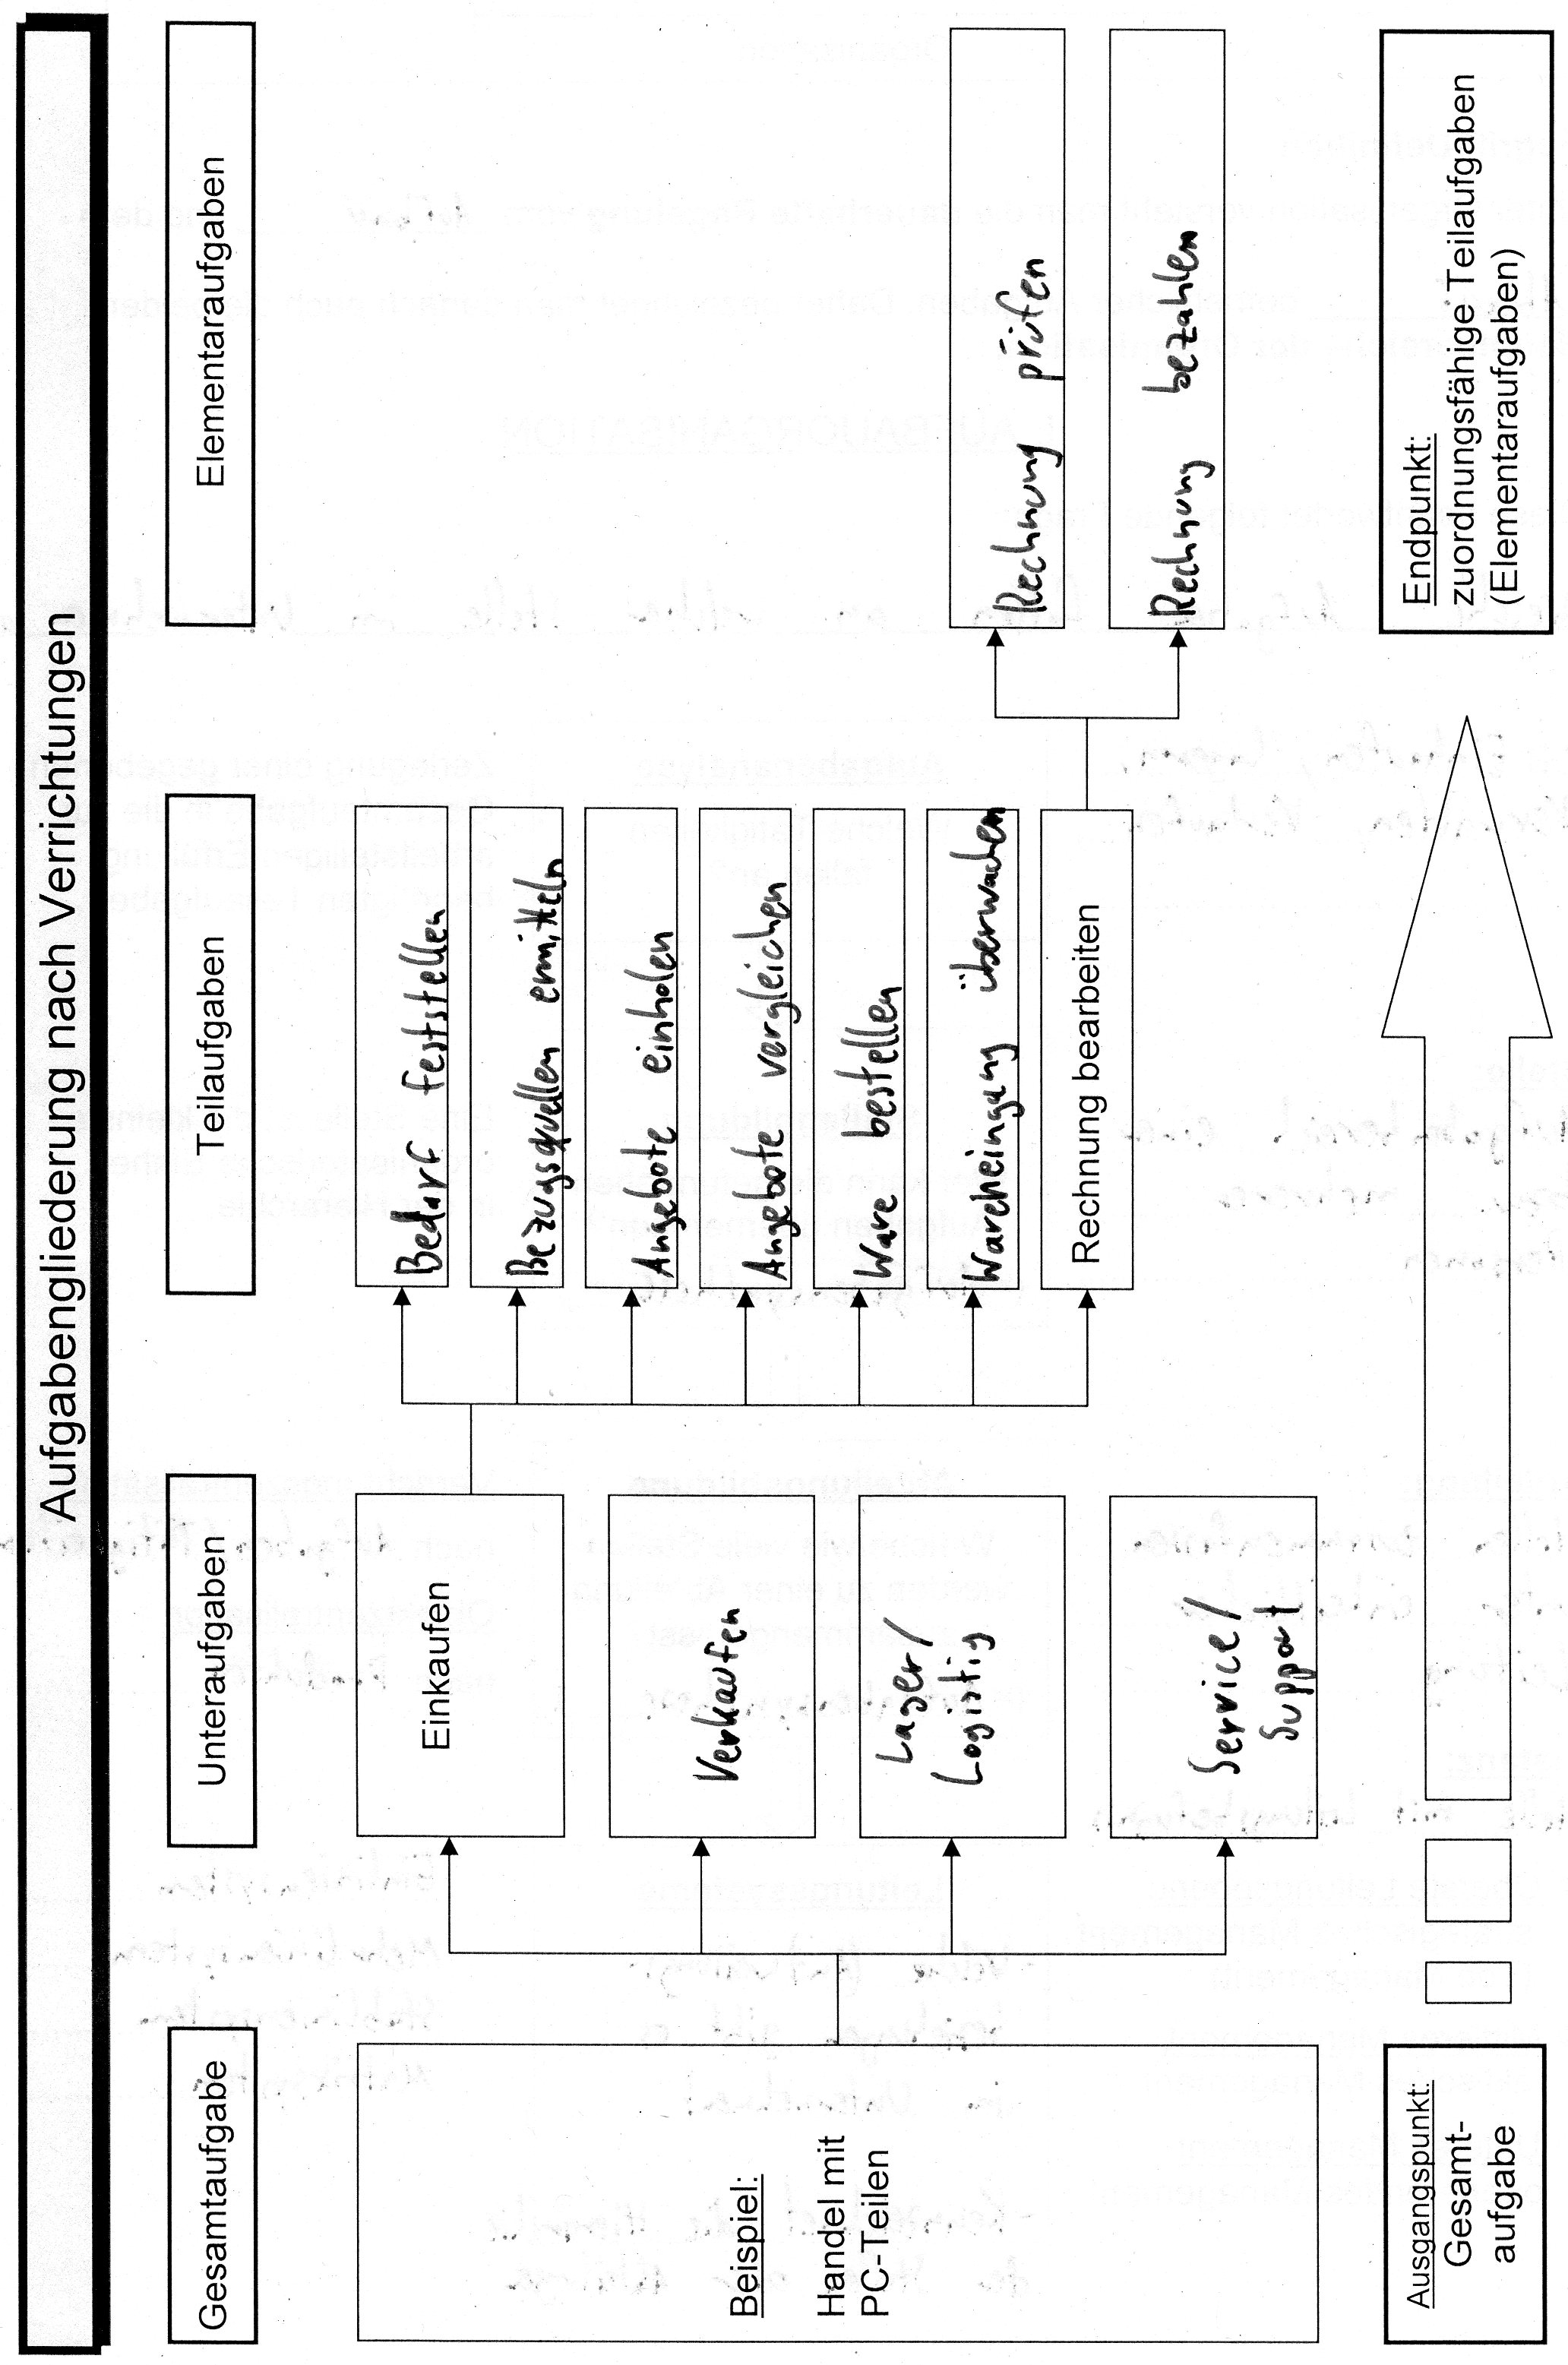 Aufgabengliederung nach Verrichtungen
Gesamtaufgabe
Unteraufgaben
Teilaufgaben
Elementaraufgaben
Beispiel:
Handel mit
PC-Teilen
Einkaufen
Verkaufen
Lager/
Logistig
Service/
Support
Bedarf feststellen
Bezugsquellen ermitteln
Angebote einholen
Angebote vergleichen
Ware bestellen
Wareneingang überwachen
Rechnung bearbeiten
Rechnung prüfen
Rechnung bezahlen
Ausgangspunkt:
Gesamt-
aufgabe
Endpunkt:
zuordnungsfähige Teilaufgaben
(Elementaraufgaben)